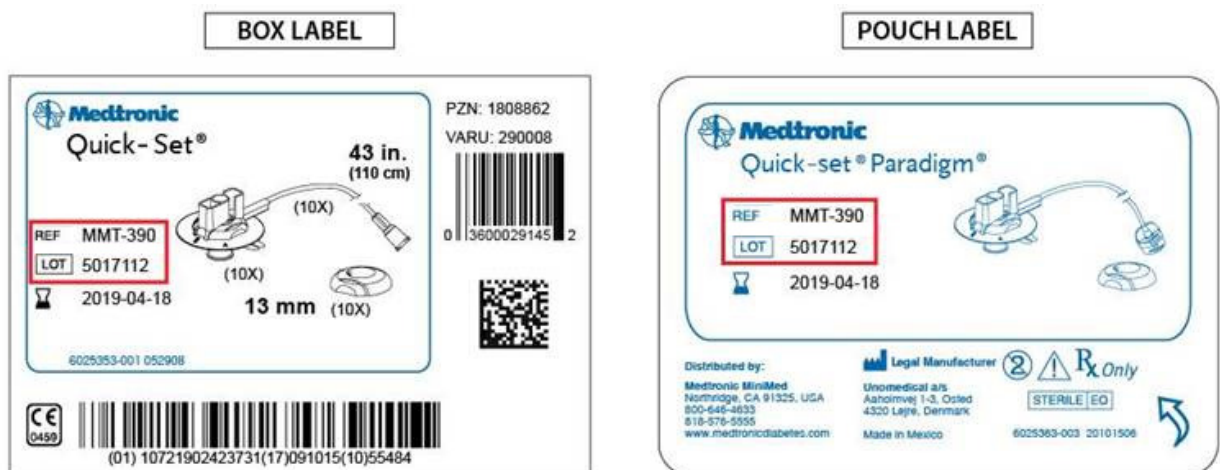 BOX LABEL
Medtronic
Quick-Set®
43 in.
(110 cm)
(10X)
REF MMT-390
LOT 5017112
(10X)
2019-04-18
13 mm (10X)
6025353-001 052908
PZN: 1808862
VARU: 290008
0 13600029145 2
CE
0459
(01) 10721902423731(17)091015(10)55484
POUCH LABEL
Medtronic
Quick-set® Paradigm®
REF MMT-390
LOT 5017112
2019-04-18
Distributed by:
Medtronic MiniMed
Northridge, CA 91325, USA
800-646-4633
818-576-5555
www.medtronicdiabetes.com
Legal Manufacturer
Unomedical a/s
Aaholmvej 1-3, Osted
4320 Lejre, Denmark
Made in Mexico
2
Rx Only
STERILE EO
6025363-003 20101506